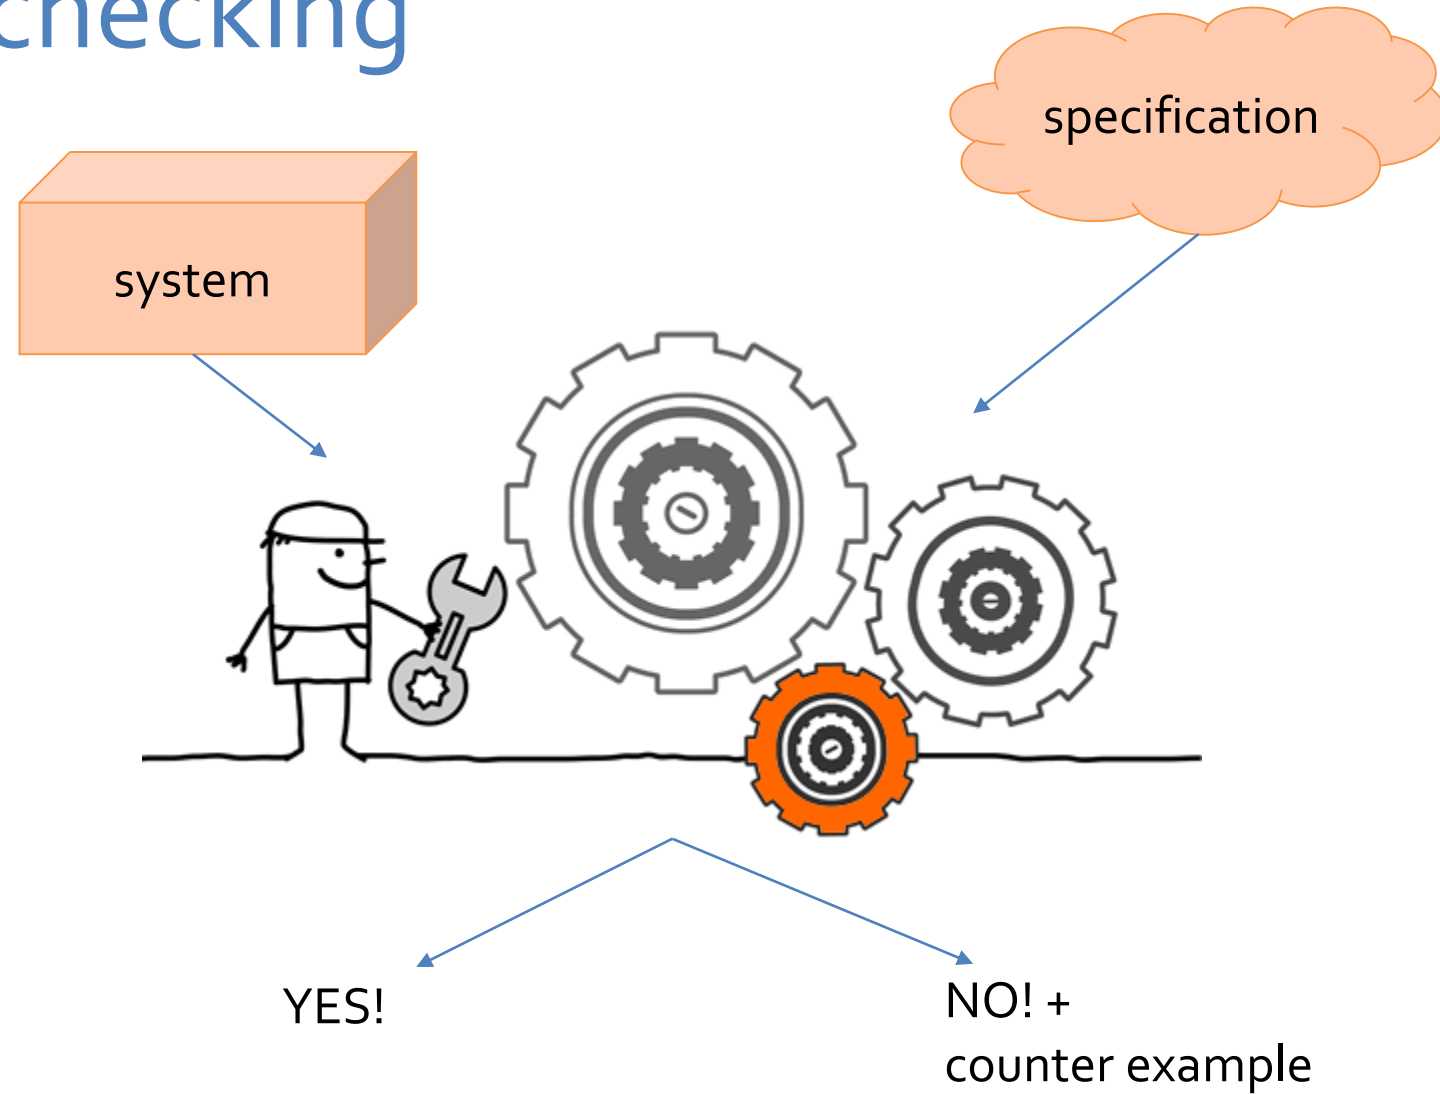 checking
specification
system
YES!
NO! +
counter example